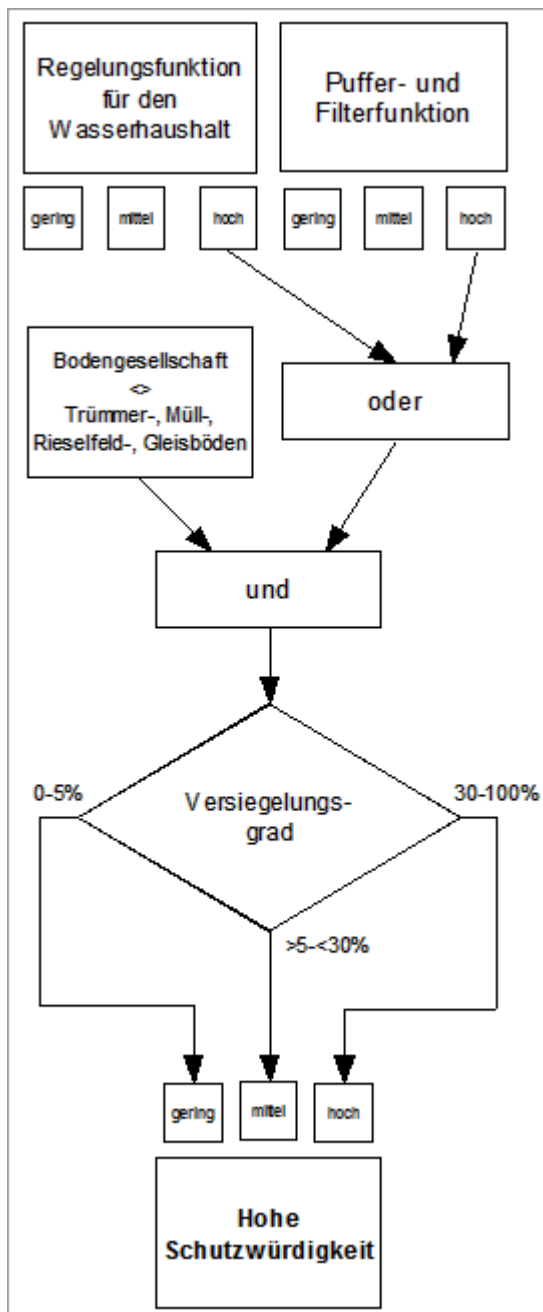 Regelungsfunktion
für den
Wasserhaushalt
Puffer- und
Filterfunktion
gering
mittel
hoch
gering
mittel
hoch
Bodengesellschaft
<>
Trümmer-, Müll-,
Rieselfeld-, Gleisböden
oder
und
0-5%
Versiegelungs-
grad
30-100%
>5-<30%
gering
mittel
hoch
Hohe
Schutzwürdigkeit